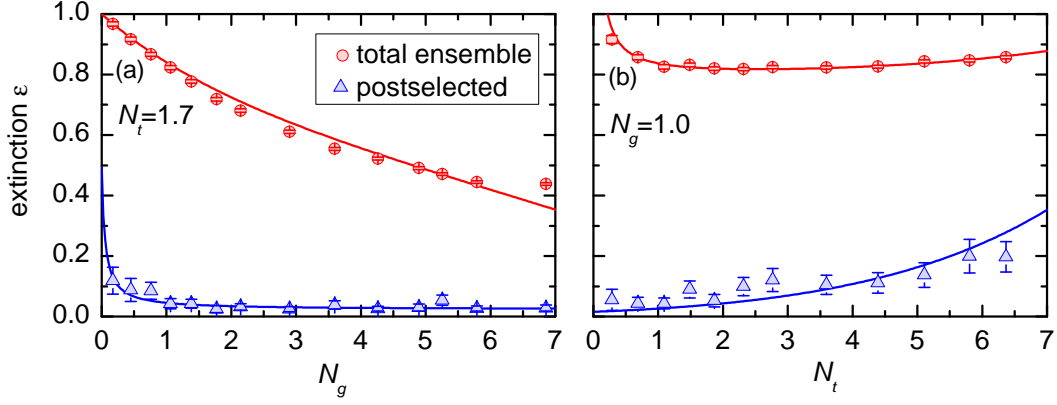 1.0
0.8
0.6
0.4
0.2
0.0
extinction ε
(a)
N_t=1.7
total ensemble
postselected
0 1 2 3 4 5 6 7
N_g
(b)
N_g=1.0
0 1 2 3 4 5 6 7
N_t